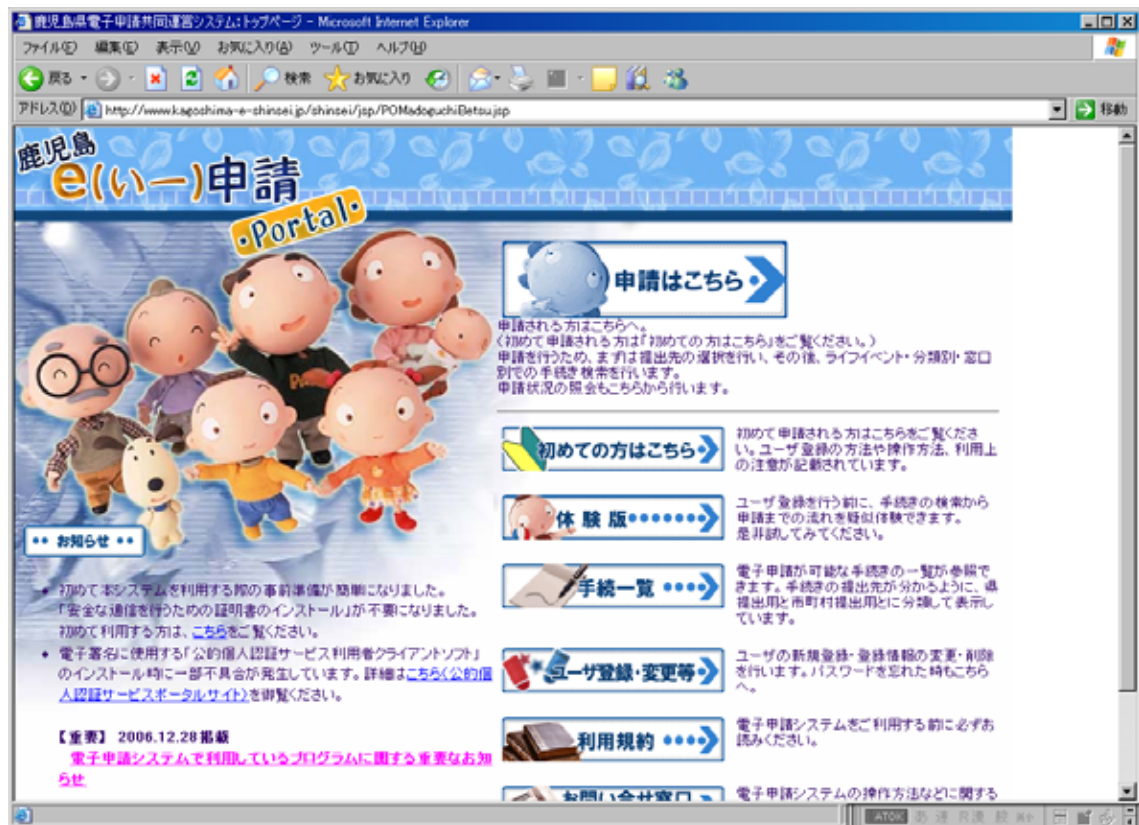 鹿児島県電子申請共同運営システム:トップページ - Microsoft Internet Explorer
ファイル(F) 編集(E) 表示(V) お気に入り(A) ツール(T) ヘルプ(H)
戻る 検索 お気に入り
アドレス(D) http://www.kagoshima-e-shinsei.jp/shinsei/jsp/POMadoguchiBetsu.jsp 移動
鹿児島
e(いー)申請
・Portal・
申請はこちら
申請される方はこちらへ。
(初めて申請される方は「初めての方はこちら」をご覧ください。)
申請を行うため、まずは提出先の選択を行い、その後、ライフイベント・分類別・窓口
別での手続き検索を行います。
申請状況の照会もこちらから行います。
初めての方はこちら
初めて申請される方はこちらをご覧くださ
い。ユーザ登録の方法や操作方法、利用上
の注意が記載されています。
体験版
ユーザ登録を行う前に、手続きの検索から
申請までの流れを疑似体験できます。
是非試してみてください。
手続一覧
電子申請が可能な手続きの一覧が参照で
きます。手続きの提出先が分かるように、県
提出用と市町村提出用とに分類して表示し
ています。
ユーザ登録・変更等
ユーザの新規登録・登録情報の変更・削除
を行います。パスワードを忘れた時もこちら
へ。
利用規約
電子申請システムをご利用する前に必ずお
読みください。
お問い合せ窓口
電子申請システムの操作方法などに関する
•• お知らせ ••
• 初めて本システムを利用する際の事前準備が簡単になりました。
「安全な通信を行うための証明書のインストール」が不要になりました。
初めて利用する方は、こちらをご覧ください。
• 電子署名に使用する「公的個人認証サービス利用者クライアントソフト」
のインストール時に一部不具合が発生しています。詳細はこちら(公的個
人認証サービスポータルサイト)を御覧ください。
【重要】 2006.12.28掲載
電子申請システムで利用しているプログラムに関する重要なお知
らせ
ATOK あ 連 R漢